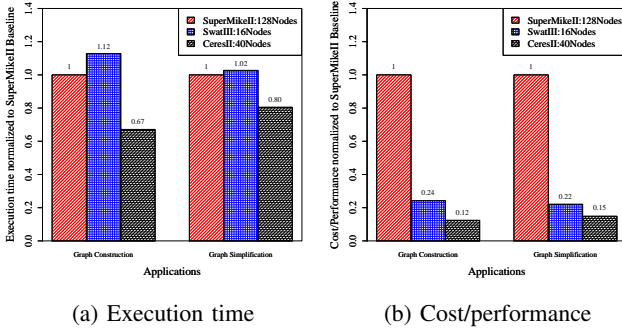 Execution time normalized to SuperMikeII Baseline
0.0 0.2 0.4 0.6 0.8 1.0 1.2 1.4
SuperMikeII:128Nodes
SwatIII:16Nodes
CeresII:40Nodes
1 1.12 0.67 1 1.02 0.80
Graph Construction Graph Simplification
Applications
(a) Execution time
Cost/Performance normalized to SuperMikeII Baseline
0.0 0.2 0.4 0.6 0.8 1.0 1.2 1.4
SuperMikeII:128Nodes
SwatIII:16Nodes
CeresII:40Nodes
1 0.24 0.12 1 0.22 0.15
Graph Construction Graph Simplification
Applications
(b) Cost/performance